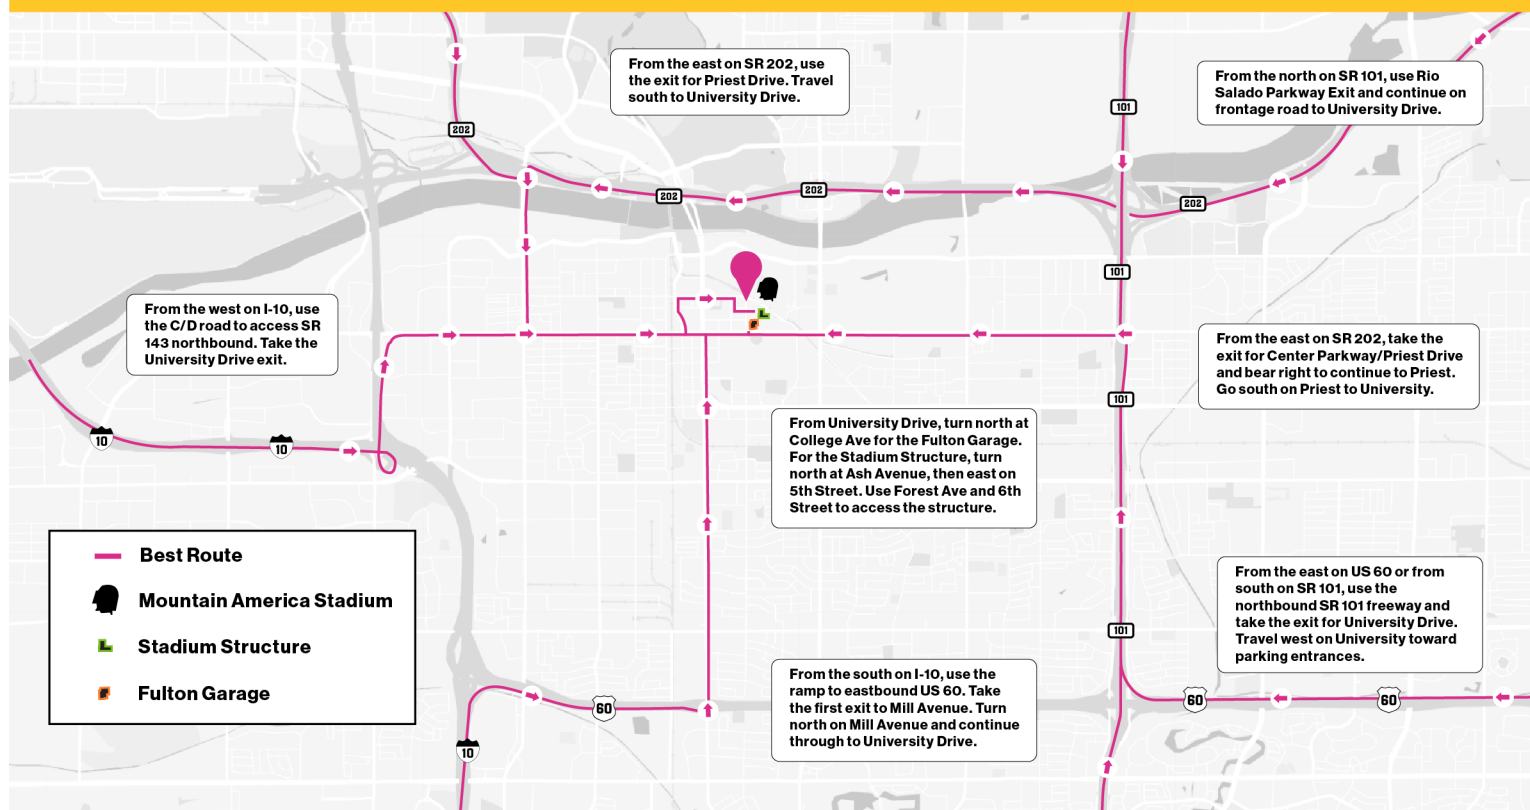 From the east on SR 202, use
the exit for Priest Drive. Travel
south to University Drive.
From the north on SR 101, use Rio
Salado Parkway Exit and continue on
frontage road to University Drive.
101
202
202
202
202
101
From the west on I-10, use
the C/D road to access SR
143 northbound. Take the
University Drive exit.
From the east on SR 202, take the
exit for Center Parkway/Priest Drive
and bear right to continue to Priest.
Go south on Priest to University.
101
From University Drive, turn north at
College Ave for the Fulton Garage.
For the Stadium Structure, turn
north at Ash Avenue, then east on
5th Street. Use Forest Ave and 6th
Street to access the structure.
10
10
Best Route
Mountain America Stadium
Stadium Structure
Fulton Garage
From the east on US 60 or from
south on SR 101, use the
northbound SR 101 freeway and
take the exit for University Drive.
Travel west on University toward
parking entrances.
101
From the south on I-10, use the
ramp to eastbound US 60. Take
the first exit to Mill Avenue. Turn
north on Mill Avenue and continue
through to University Drive.
60
60
60
10